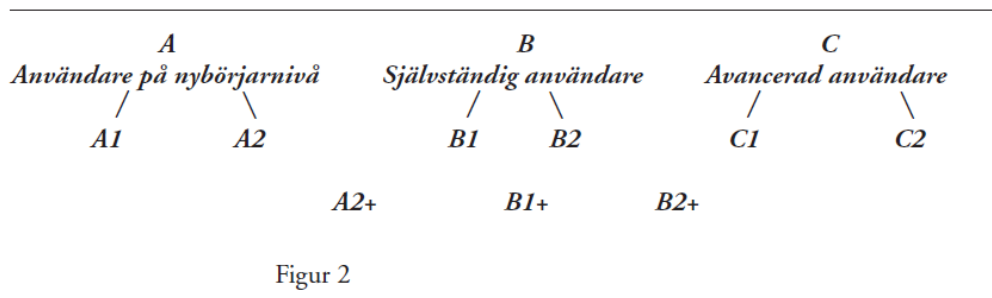 A B C
Användare på nybörjarnivå Självständig användare Avancerad användare
A1 A2 B1 B2 C1 C2
A2+ B1+ B2+
Figur 2